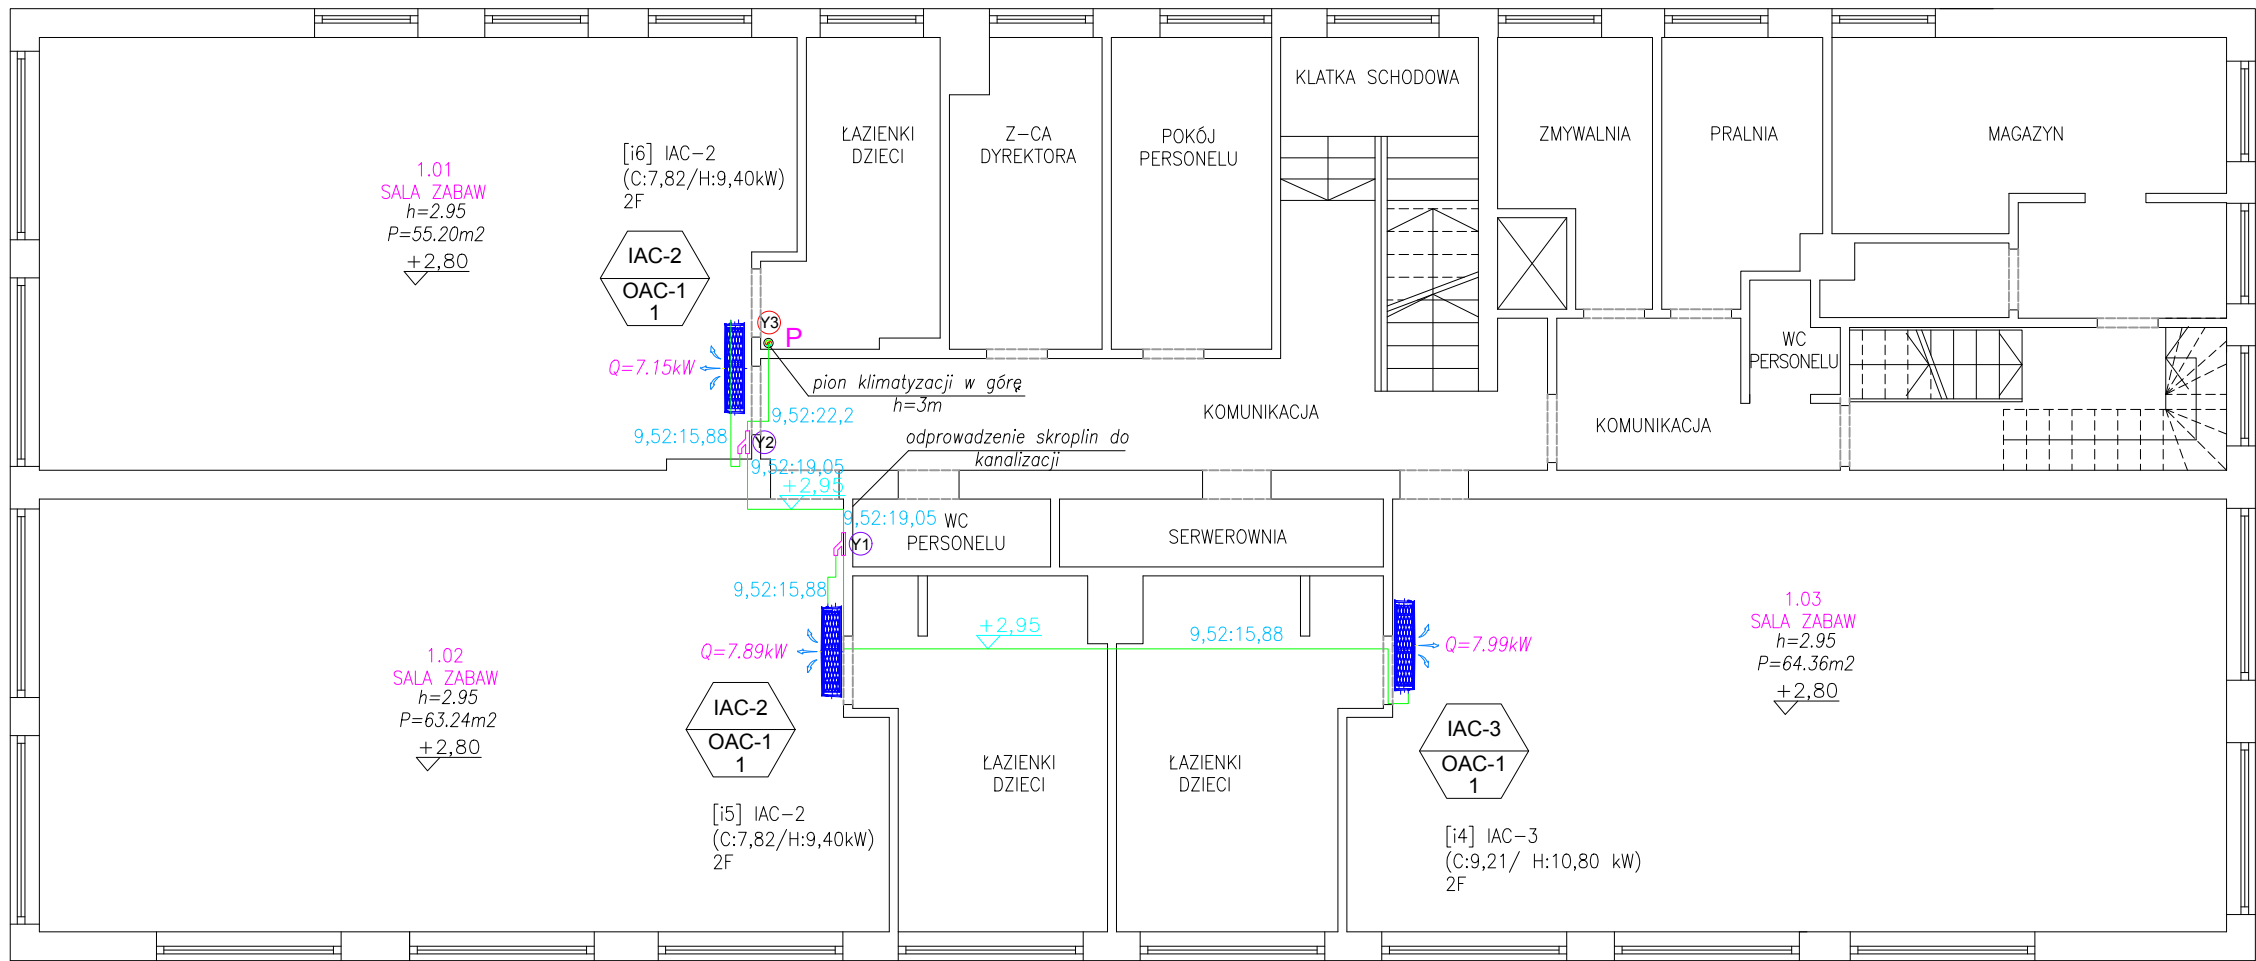 KLATKA SCHODOWA
ŁAZIENKI
DZIECI
Z-CA
DYREKTORA
POKÓJ
PERSONELU
ZMYWALNIA
PRALNIA
MAGAZYN
1.01
SALA ZABAW
h=2.95
P=55.20m2
+2,80
[i6] IAC-2
(C:7,82/H:9,40kW)
2F
IAC-2
OAC-1
1
Y3
P
Q=7.15kW
pion klimatyzacji w górę
h=3m
9,52:22,2
9,52:15,88
Y2
9,52:19,05
+2,95
odprowadzenie skroplin do
kanalizacji
KOMUNIKACJA
KOMUNIKACJA
WC
PERSONELU
9,52:19,05
WC
PERSONELU
Y1
SERWEROWNIA
9,52:15,88
+2,95
9,52:15,88
Q=7.89kW
Q=7.99kW
1.02
SALA ZABAW
h=2.95
P=63.24m2
+2,80
IAC-2
OAC-1
1
[i5] IAC-2
(C:7,82/H:9,40kW)
2F
ŁAZIENKI
DZIECI
ŁAZIENKI
DZIECI
1.03
SALA ZABAW
h=2.95
P=64.36m2
+2,80
IAC-3
OAC-1
1
[i4] IAC-3
(C:9,21/ H:10,80 kW)
2F